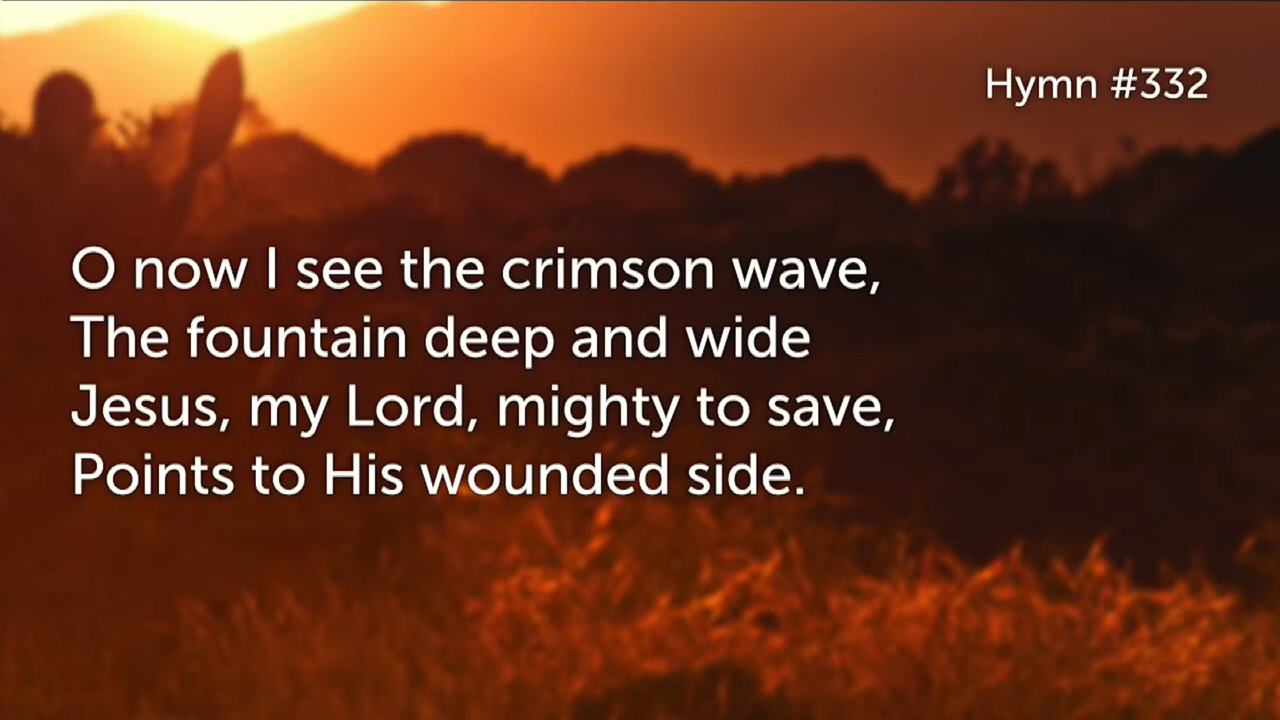 Hymn #332
O now I see the crimson wave,
The fountain deep and wide
Jesus, my Lord, mighty to save,
Points to His wounded side.